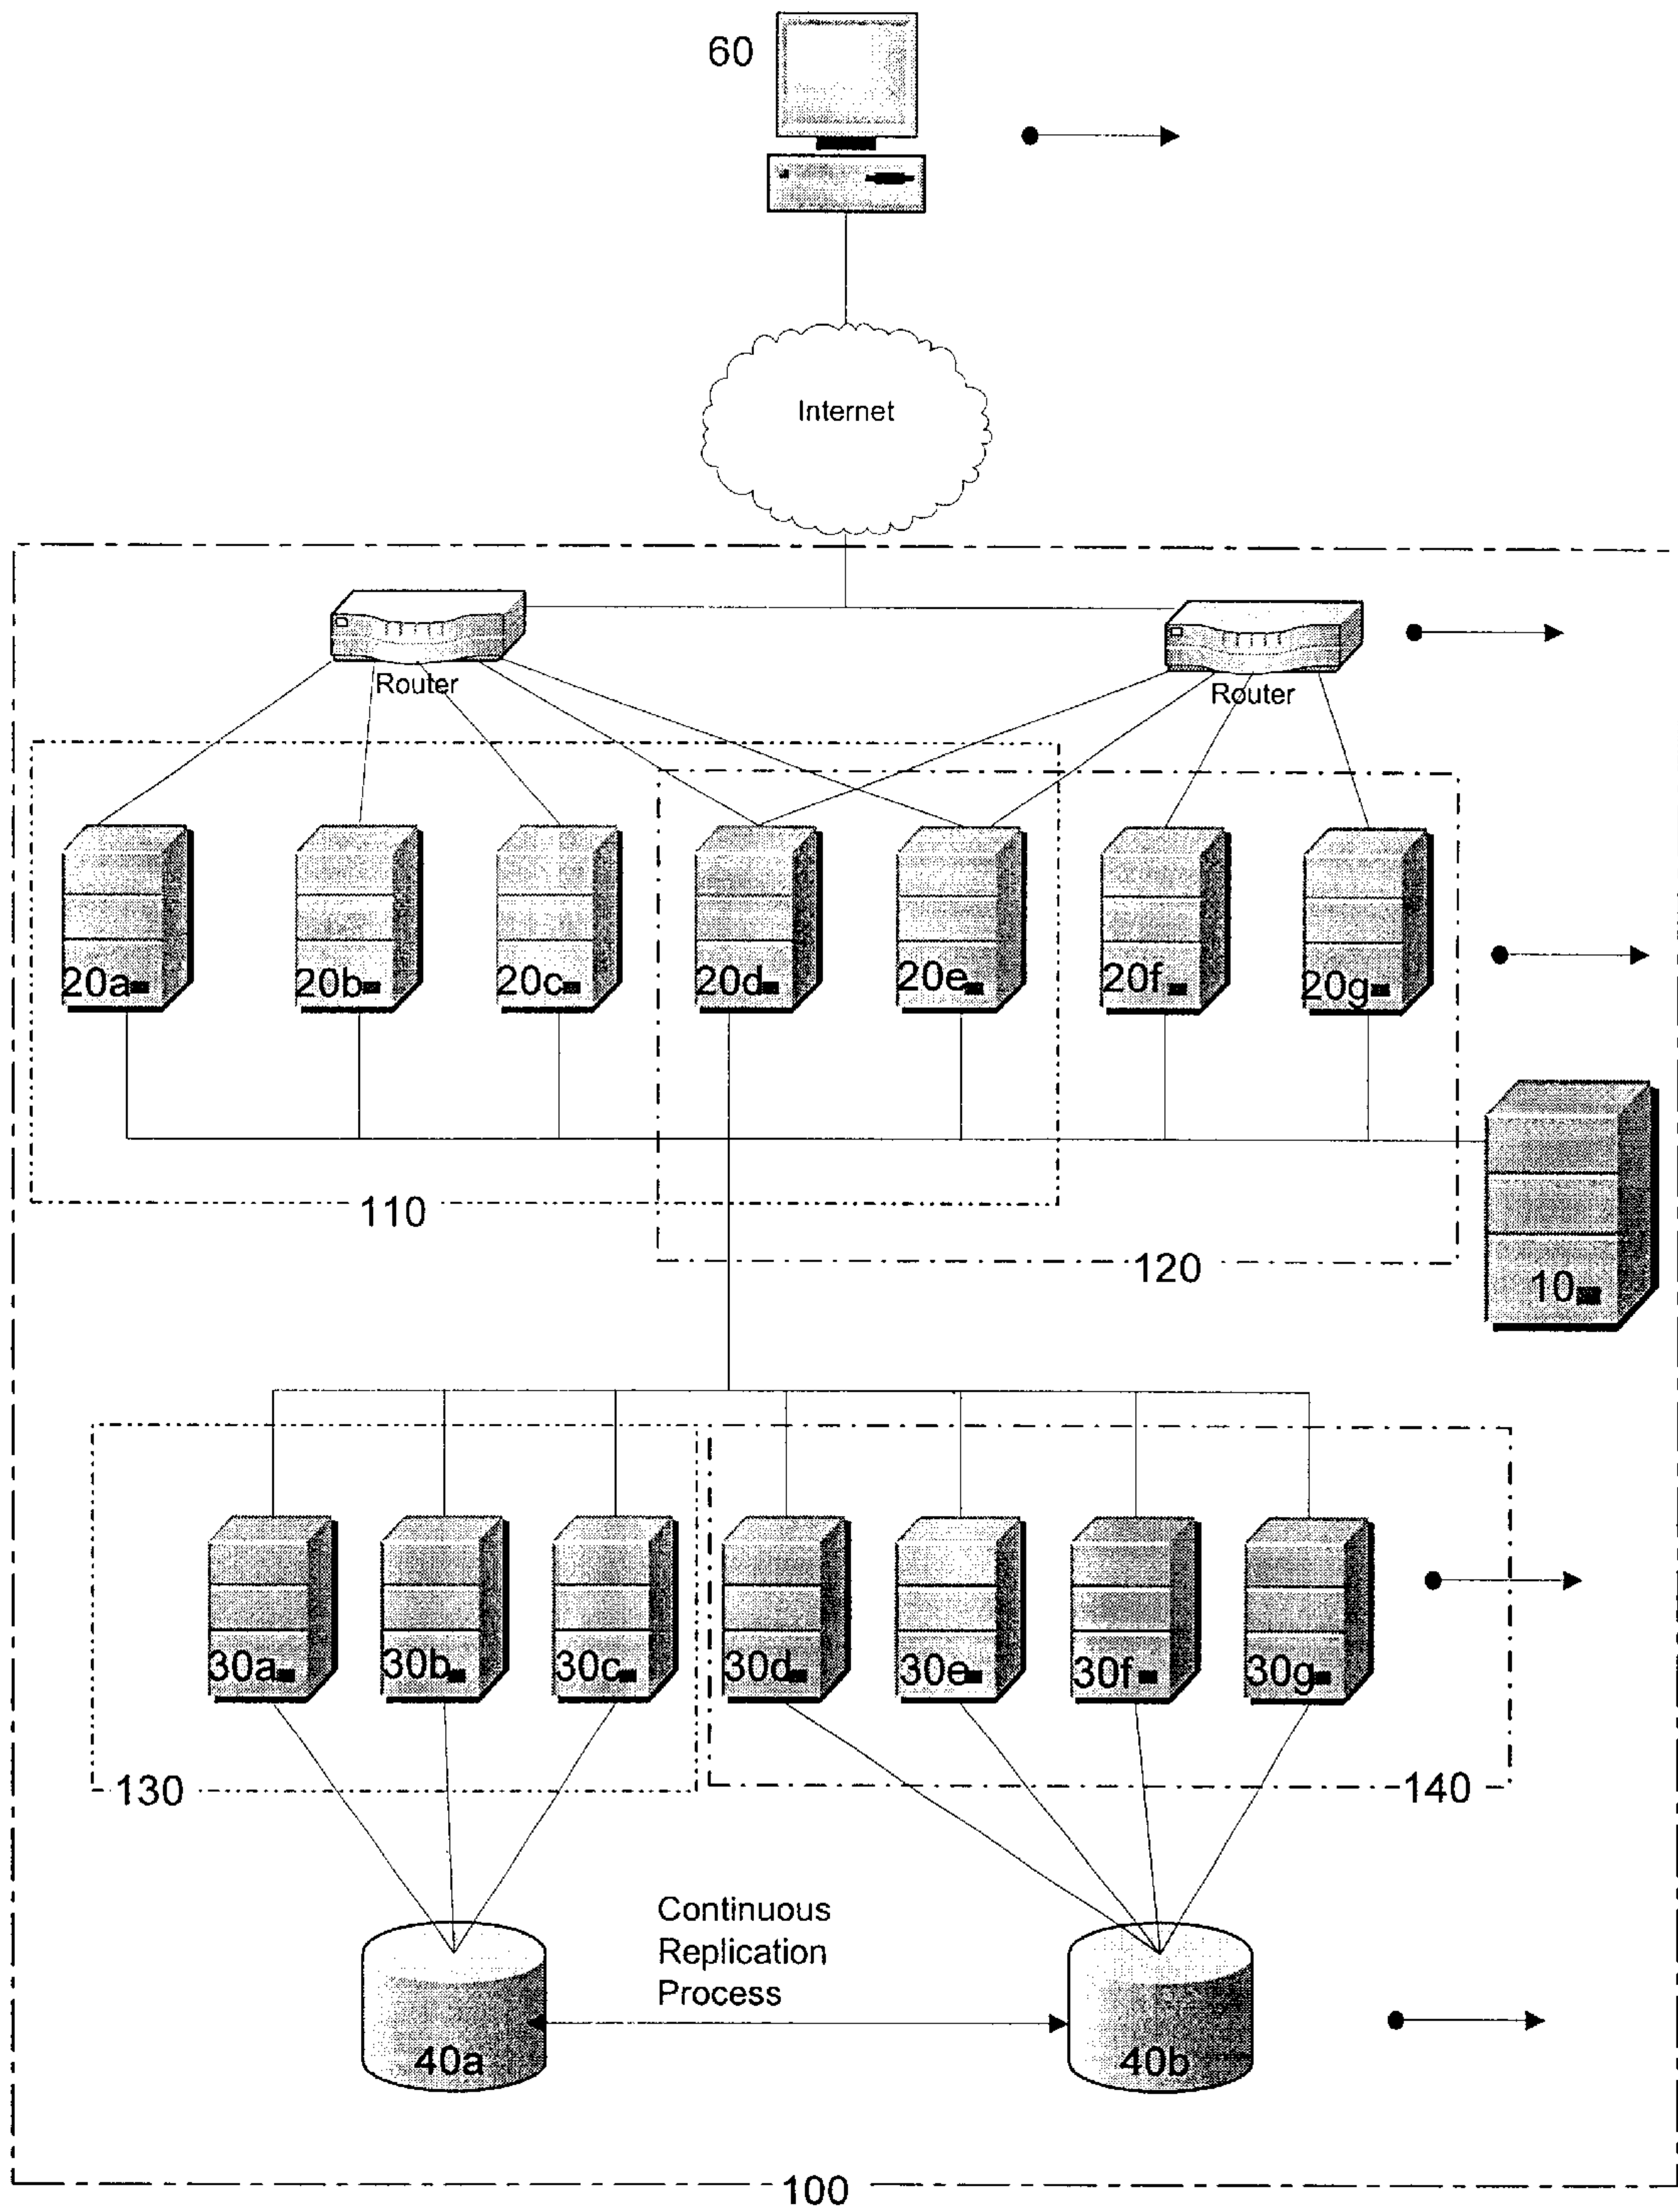 60
Internet
Router
Router
20a
20b
20c
20d
20e
20f
20g
110
120
10
30a
30b
30c
30d
30e
30f
30g
130
140
Continuous
Replication
Process
40a
40b
100